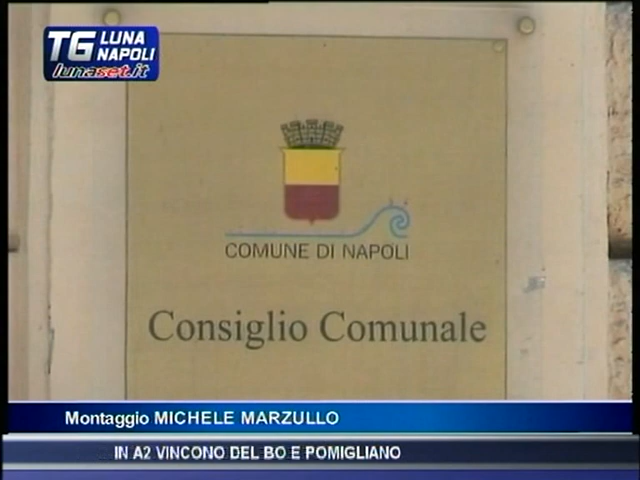 TG LUNA
NAPOLI
lunaset.it
COMUNE DI NAPOLI
Consiglio Comunale
Montaggio MICHELE MARZULLO
IN A2 VINCONO DEL BO E POMIGLIANO